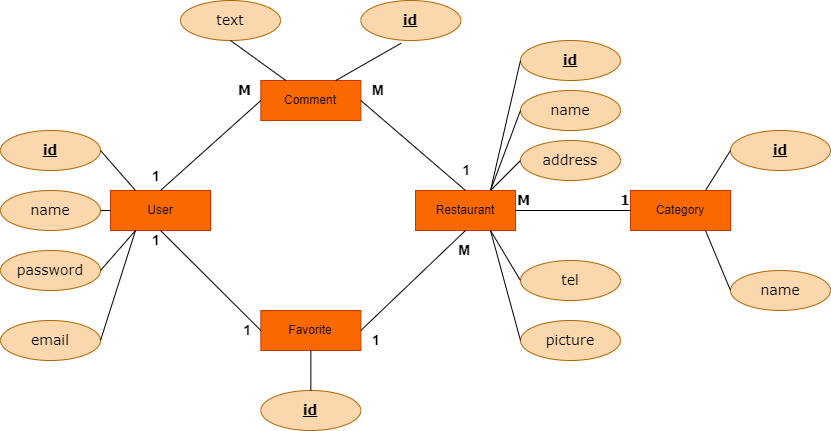 text
id
id
name
M
Comment
M
id
address
id
1
1
name
User
Restaurant
M
1
Category
1
M
password
tel
name
1
Favorite
1
email
picture
id